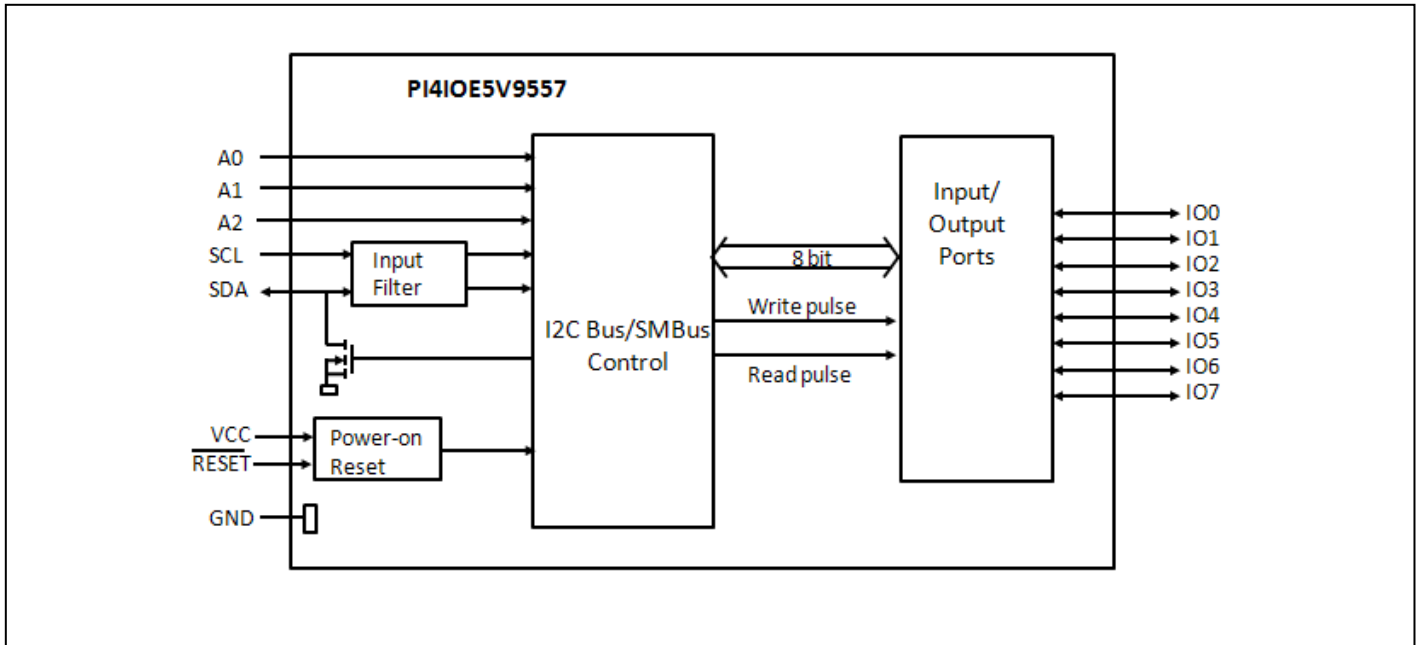 PI4IOE5V9557
A0
A1
A2
SCL
SDA
Input
Filter
VCC
RESET
Power-on
Reset
GND
I2C Bus/SMBus
Control
8 bit
Write pulse
Read pulse
Input/
Output
Ports
IO0
IO1
IO2
IO3
IO4
IO5
IO6
IO7